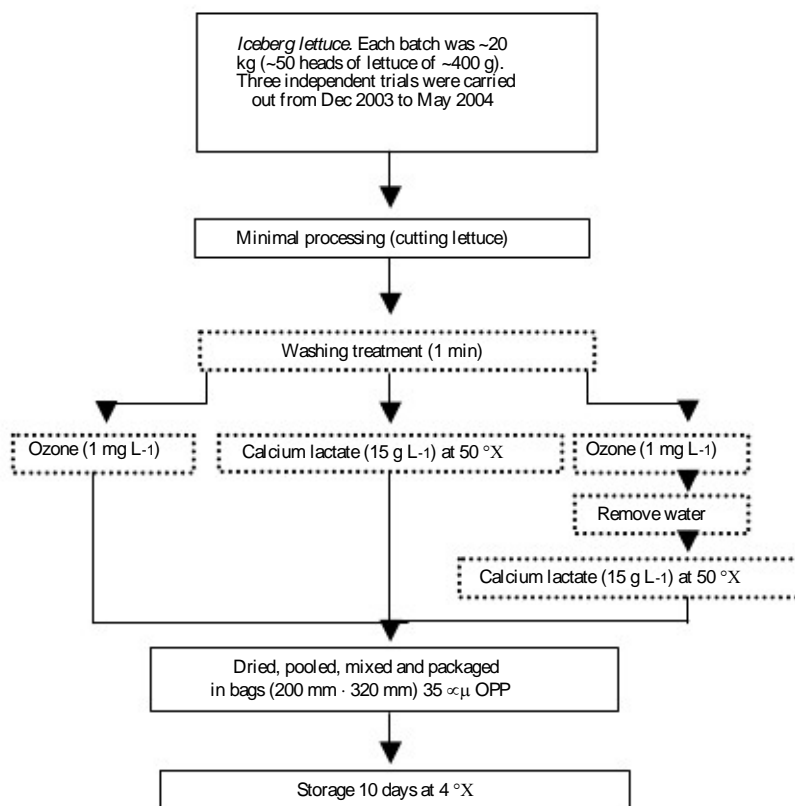 Iceberg lettuce. Each batch was ~20
kg (~50 heads of lettuce of ~400 g).
Three independent trials were carried
out from Dec 2003 to May 2004
Minimal processing (cutting lettuce)
Washing treatment (1 min)
Ozone (1 mg L-1)
Calcium lactate (15 g L-1) at 50 °X
Ozone (1 mg L-1)
Remove water
Calcium lactate (15 g L-1) at 50 °X
Dried, pooled, mixed and packaged
in bags (200 mm · 320 mm) 35 ∝μ OPP
Storage 10 days at 4 °X